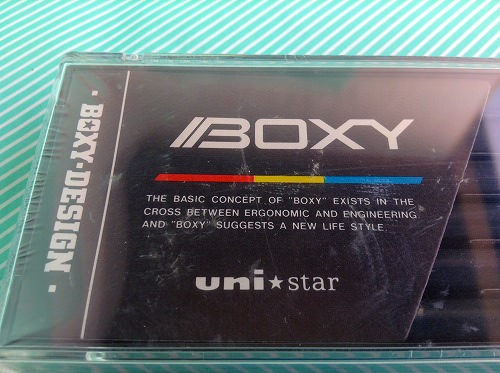 · BOXY·DESIGN ·
BOXY
THE BASIC CONCEPT OF "BOXY" EXISTS IN THE
CROSS BETWEEN ERGONOMIC AND ENGINEERING
AND "BOXY" SUGGESTS A NEW LIFE STYLE
uni★star